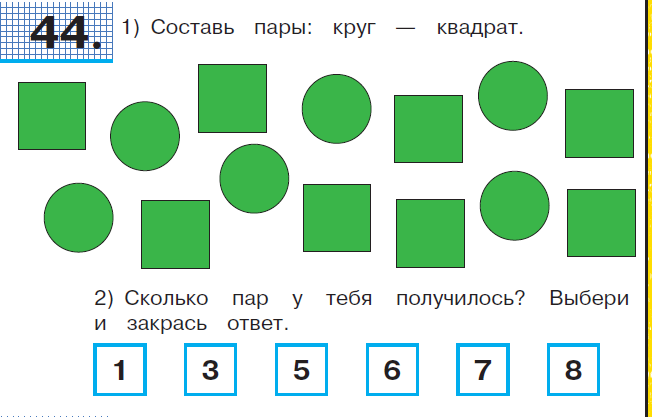 44.
1) Составь пары: круг — квадрат.
2) Сколько пар у тебя получилось? Выбери
и закрась ответ.
1 3 5 6 7 8